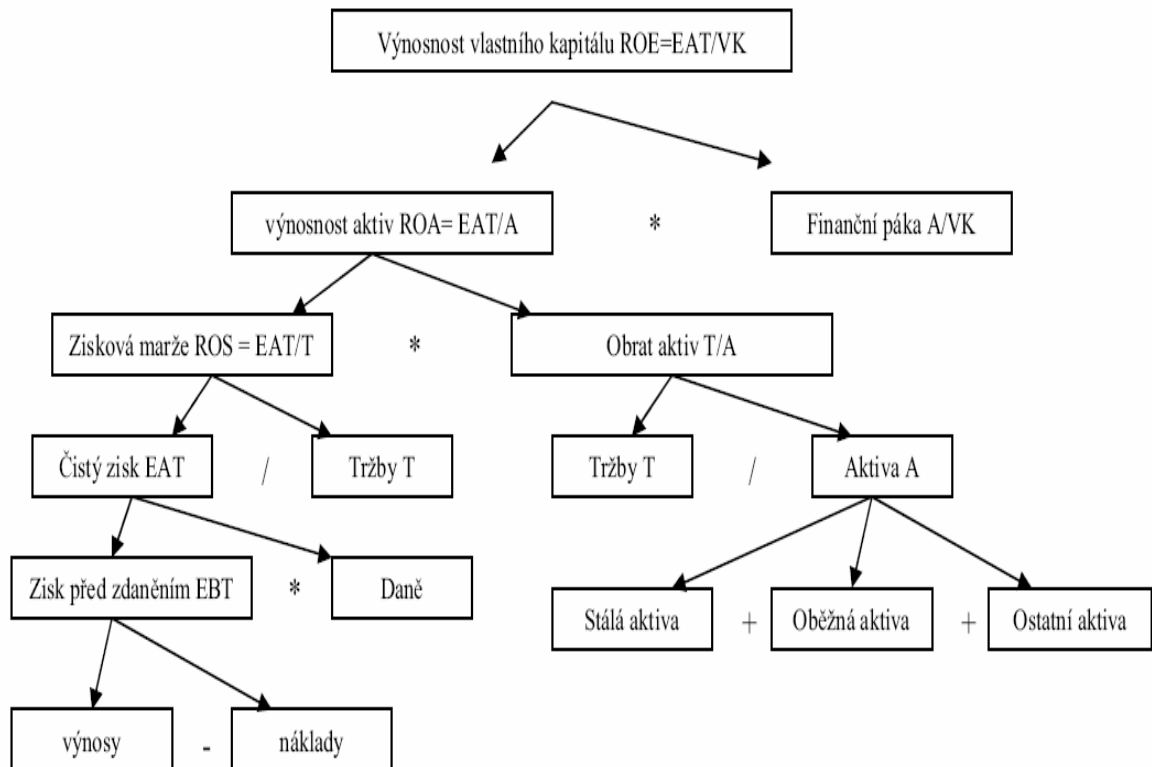 Výnosnost vlastního kapitálu ROE=EAT/VK
výnosnost aktiv ROA= EAT/A * Finanční páka A/VK
Zisková marže ROS = EAT/T * Obrat aktiv T/A
Čistý zisk EAT / Tržby T Tržby T / Aktiva A
Zisk před zdaněním EBT * Daně
Stálá aktiva + Oběžná aktiva + Ostatní aktiva
výnosy - náklady